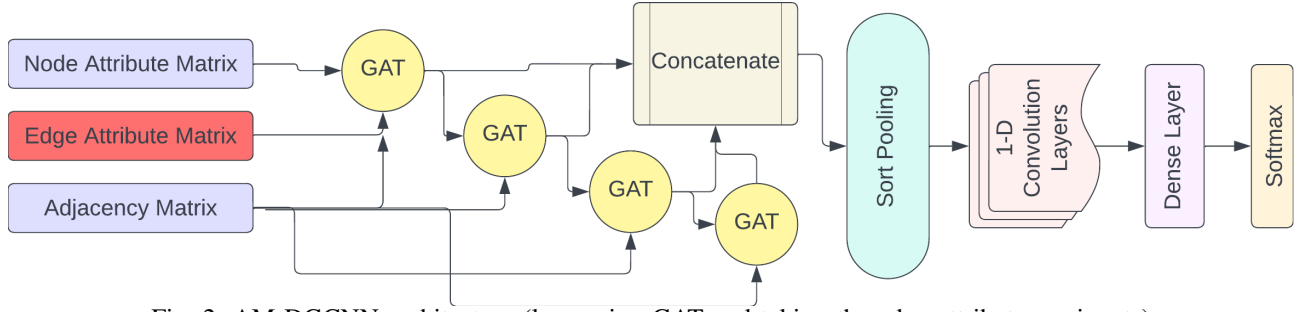 Node Attribute Matrix
Edge Attribute Matrix
Adjacency Matrix
GAT
GAT
GAT
GAT
Concatenate
Sort Pooling
1-D
Convolution
Layers
Dense Layer
Softmax